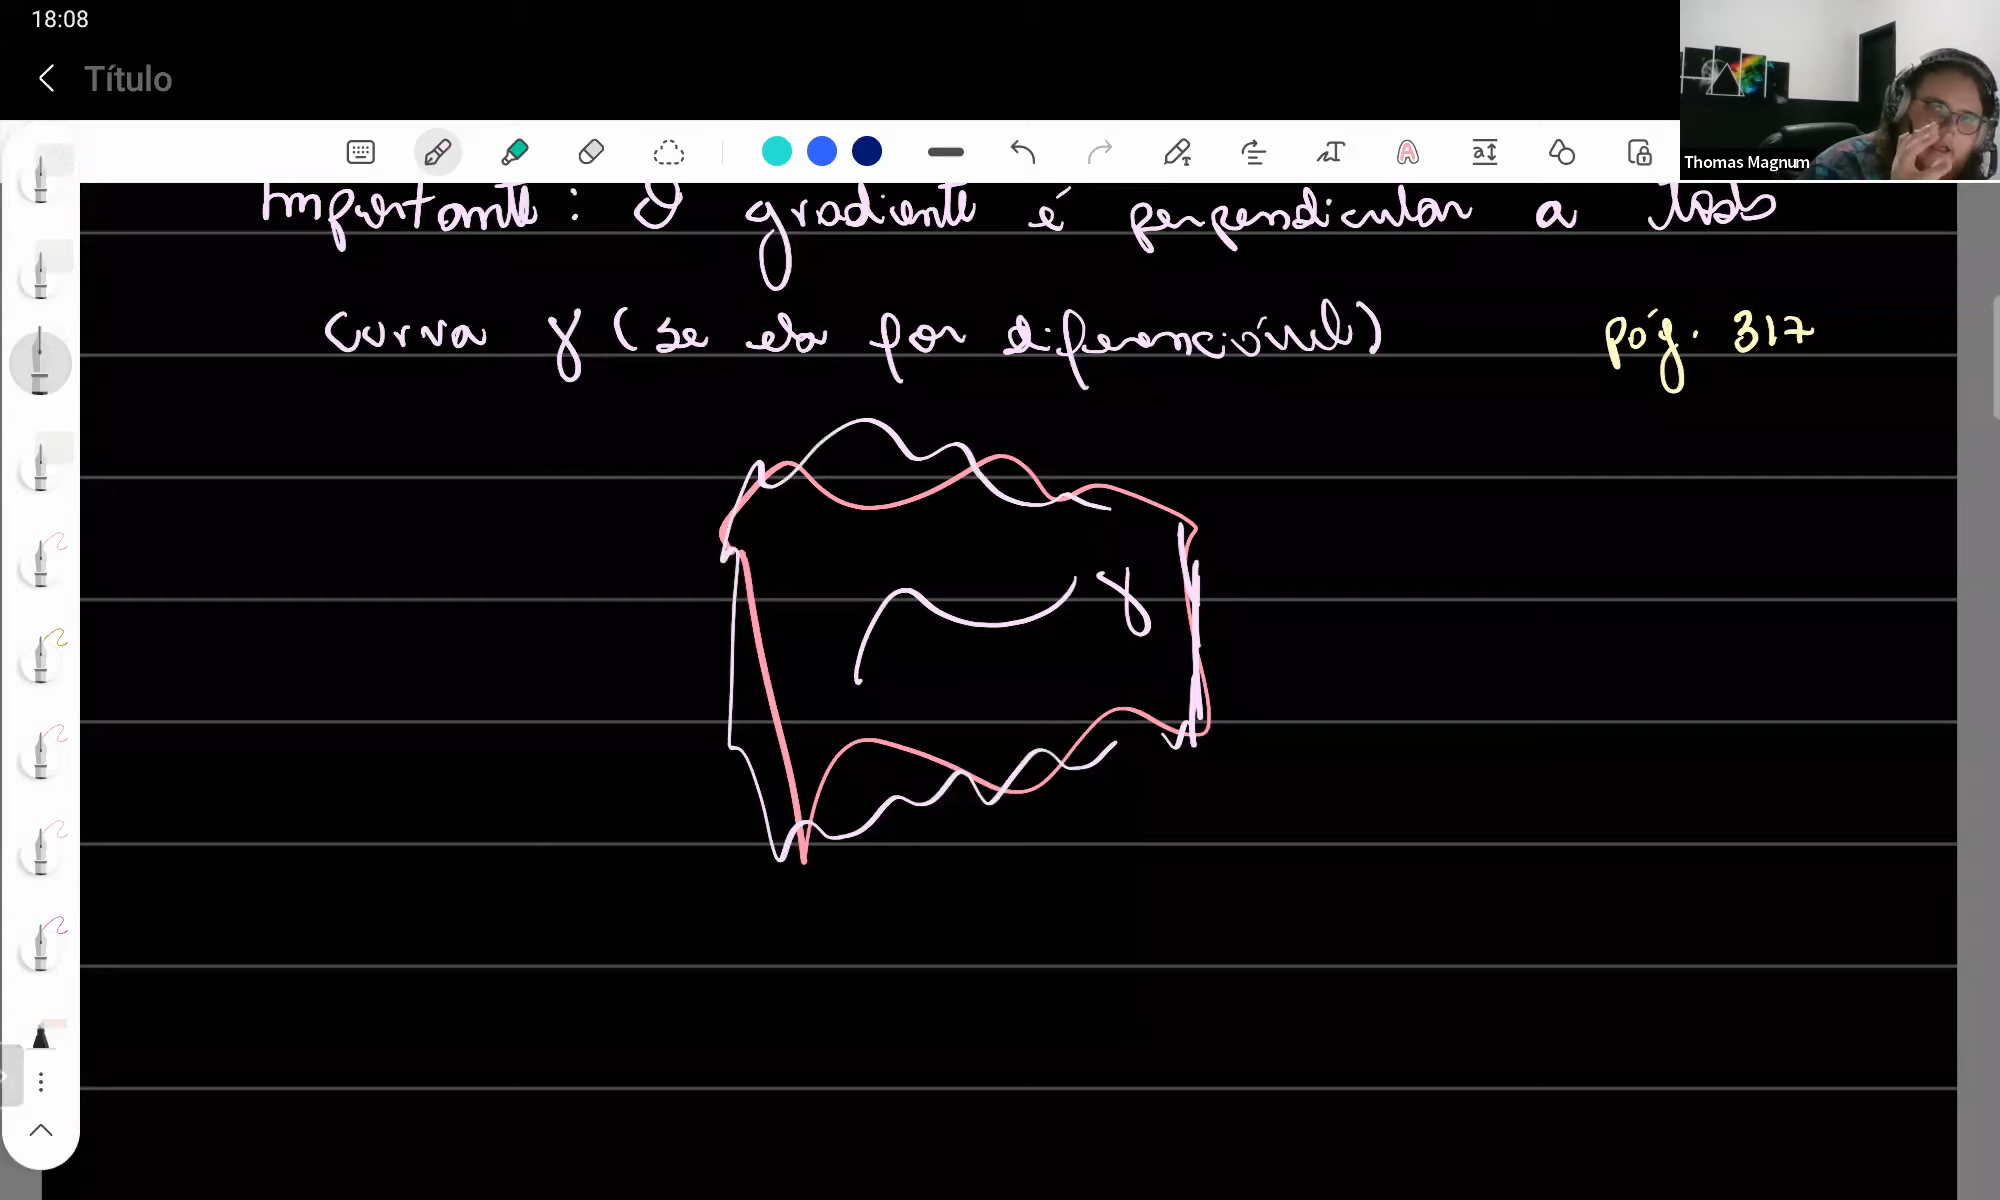 18:08
Título
Thomas Magnum
Importante: O gradiente é perpendicular a toda
curva γ (se ela for diferenciável)
pág. 317
γ